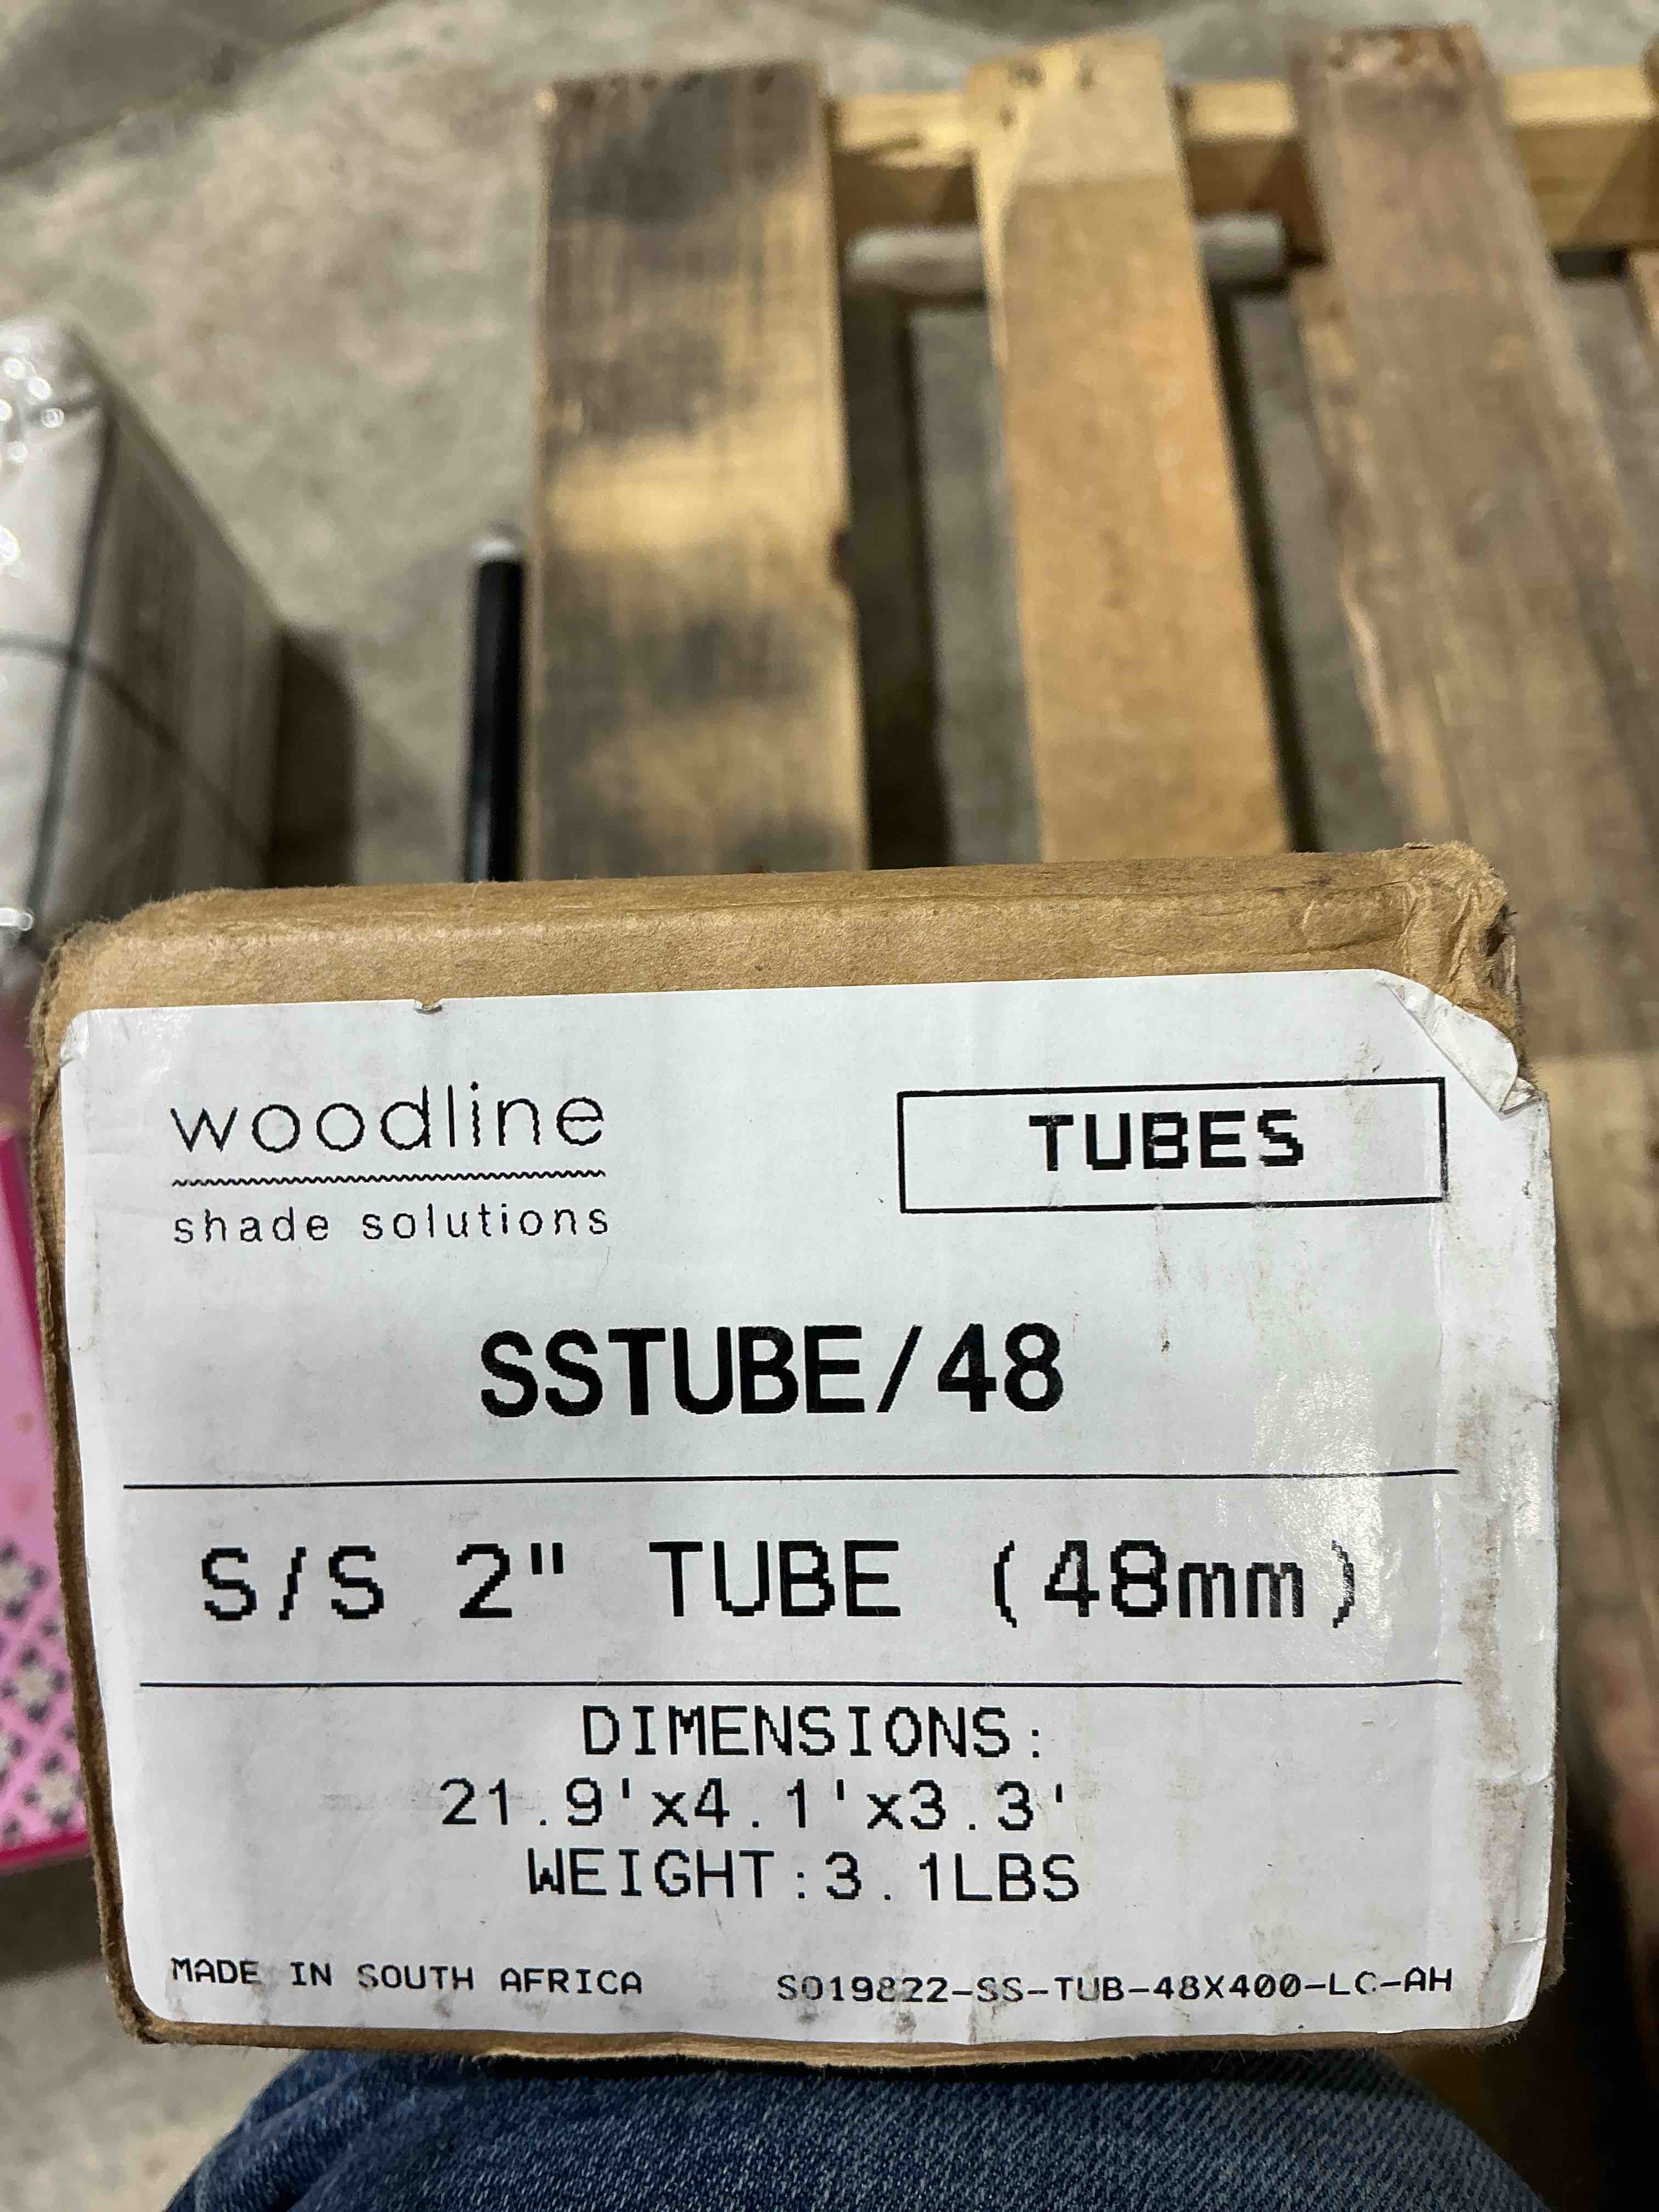 woodline
shade solutions
TUBES
SSTUBE/48
S/S 2" TUBE (48mm)
DIMENSIONS:
21.9'x4.1'x3.3'
WEIGHT:3.1LBS
MADE IN SOUTH AFRICA
SO19822-SS-TUB-48X400-LC-AH